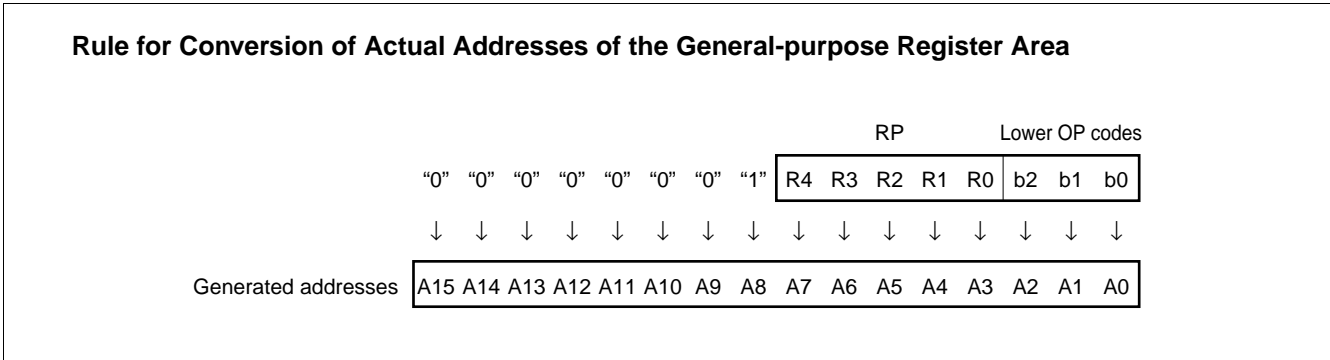 Rule for Conversion of Actual Addresses of the General-purpose Register Area
RP Lower OP codes
“0” “0” “0” “0” “0” “0” “0” “1” R4 R3 R2 R1 R0 b2 b1 b0
↓ ↓ ↓ ↓ ↓ ↓ ↓ ↓ ↓ ↓ ↓ ↓ ↓ ↓ ↓ ↓
Generated addresses A15 A14 A13 A12 A11 A10 A9 A8 A7 A6 A5 A4 A3 A2 A1 A0